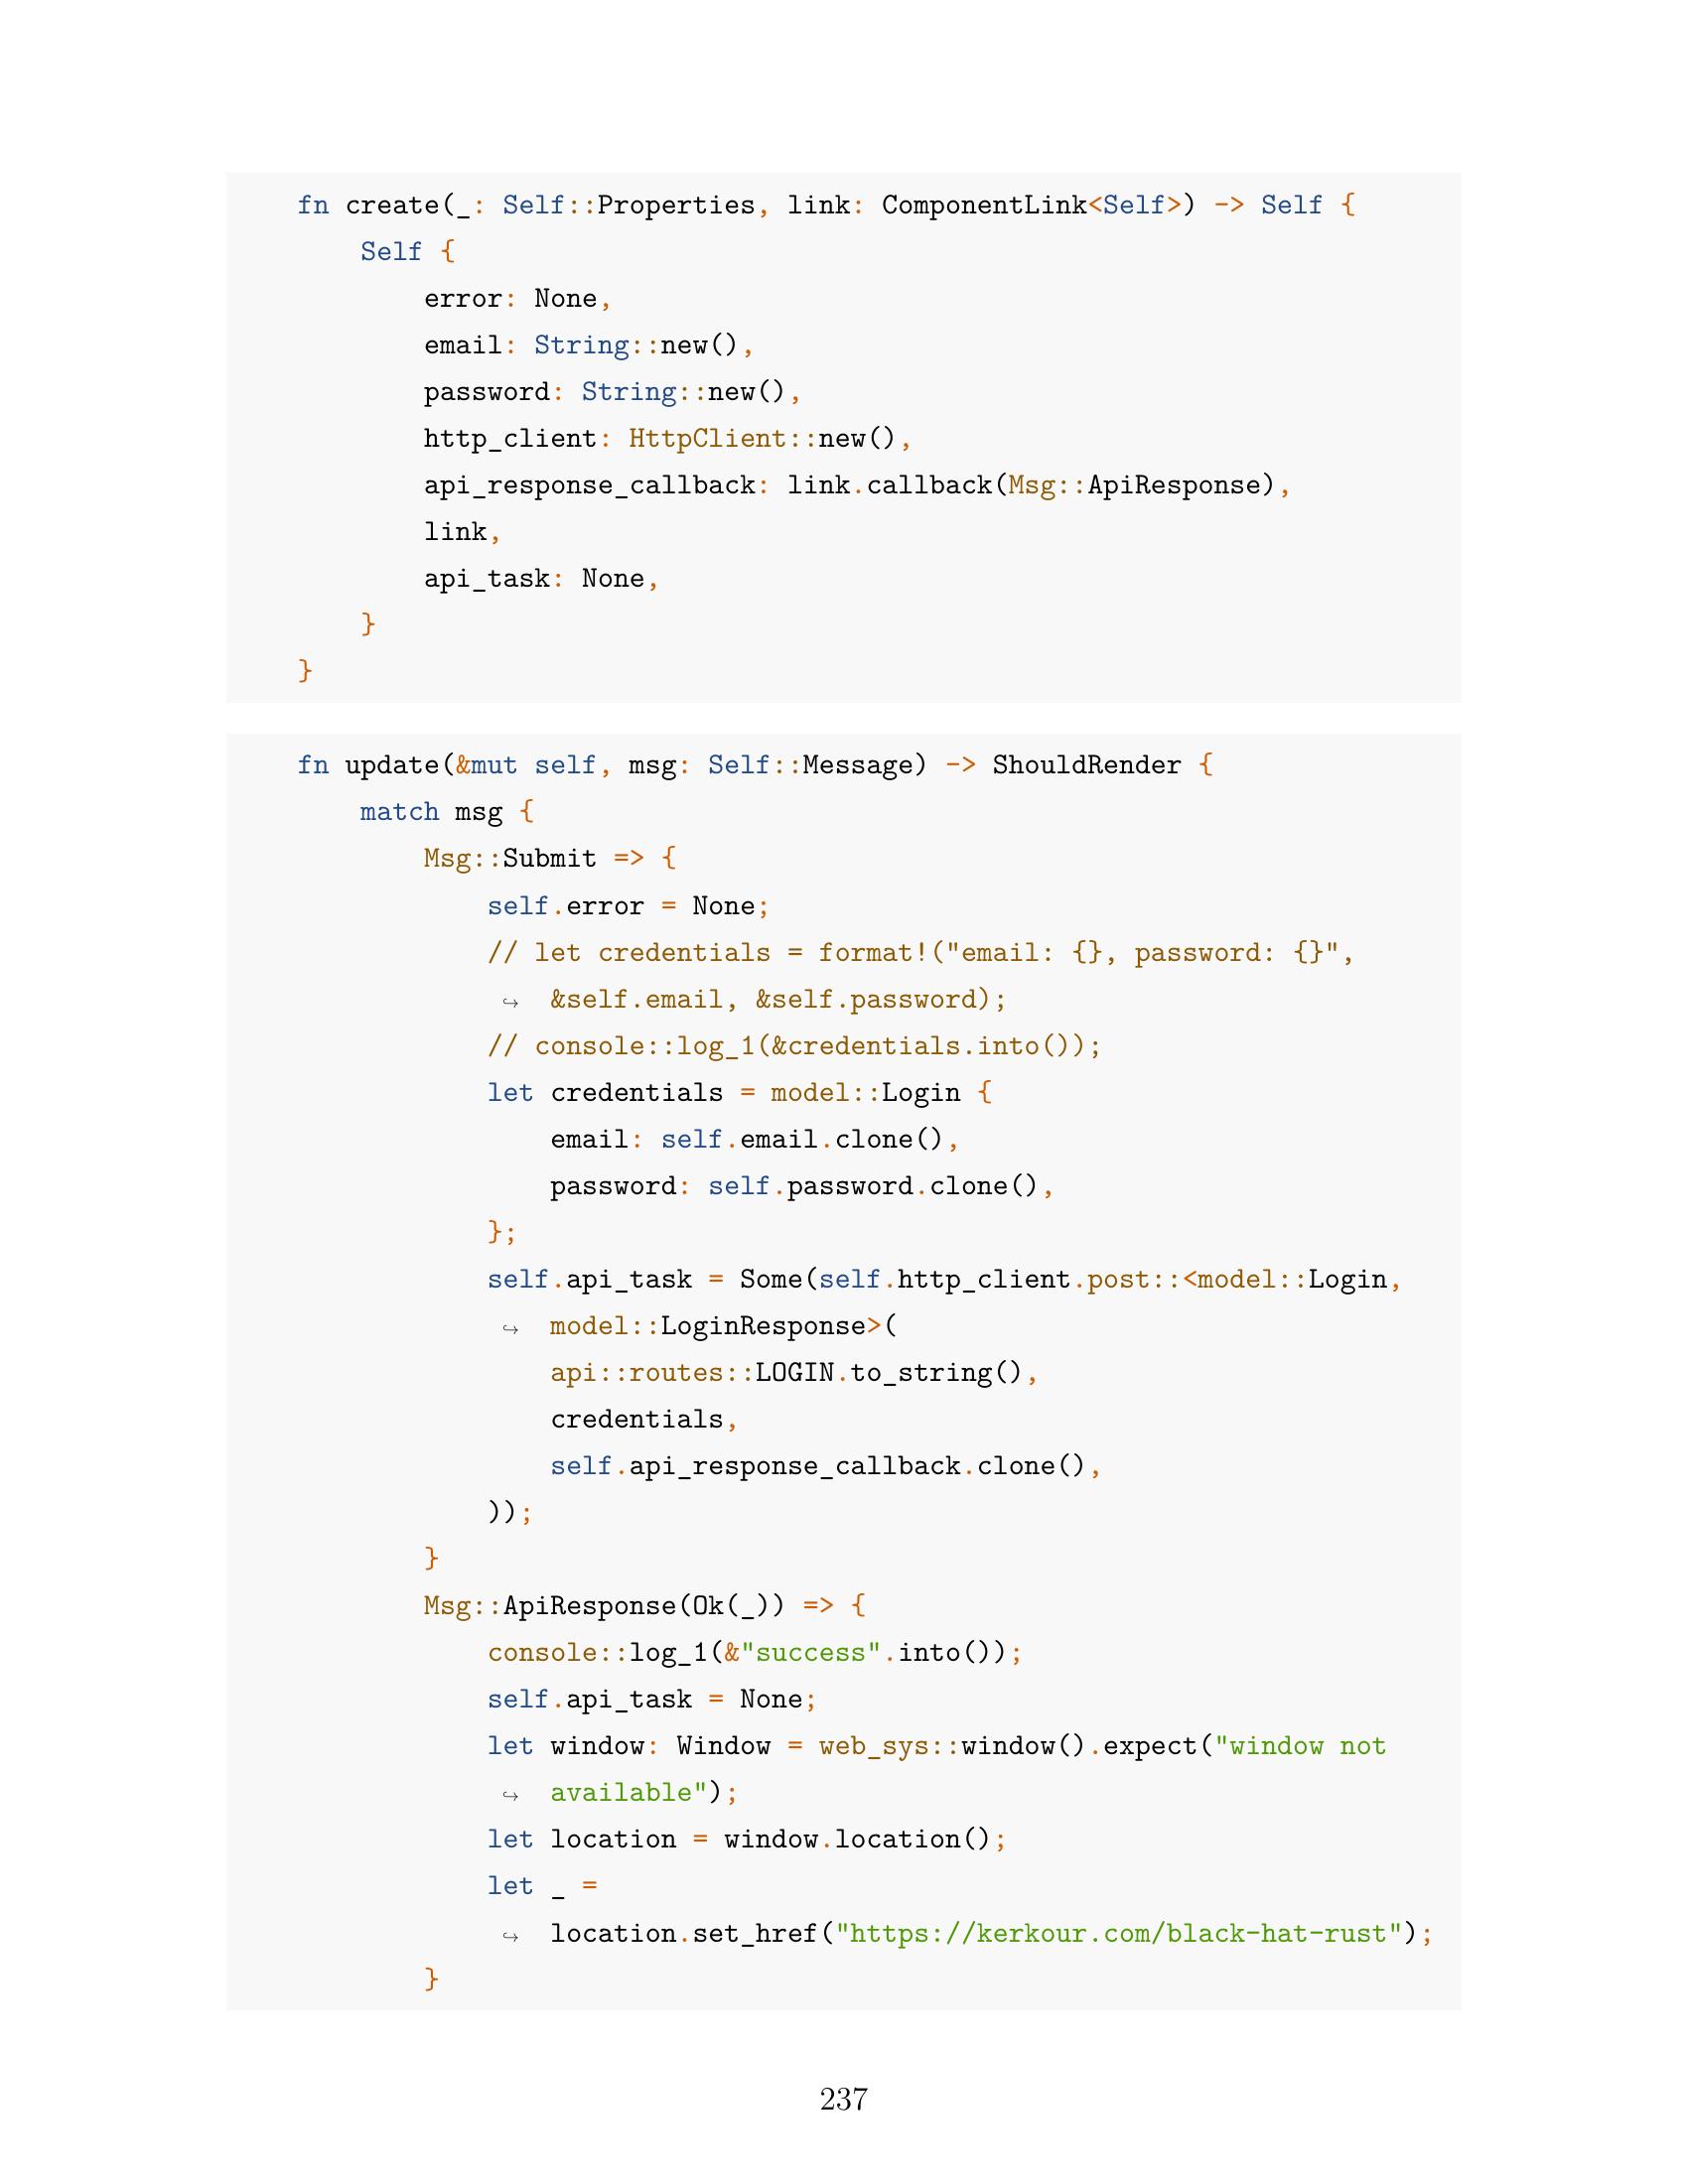 fn create(_: Self::Properties, link: ComponentLink<Self>) -> Self {
Self {
error: None,
email: String::new(),
password: String::new(),
http_client: HttpClient::new(),
api_response_callback: link.callback(Msg::ApiResponse),
link,
api_task: None,
}
}
fn update(&mut self, msg: Self::Message) -> ShouldRender {
match msg {
Msg::Submit => {
self.error = None;
// let credentials = format!("email: {}, password: {}",
↪ &self.email, &self.password);
// console::log_1(&credentials.into());
let credentials = model::Login {
email: self.email.clone(),
password: self.password.clone(),
};
self.api_task = Some(self.http_client.post::<model::Login,
↪ model::LoginResponse>(
api::routes::LOGIN.to_string(),
credentials,
self.api_response_callback.clone(),
));
}
Msg::ApiResponse(Ok(_)) => {
console::log_1(&"success".into());
self.api_task = None;
let window: Window = web_sys::window().expect("window not
↪ available");
let location = window.location();
let _ =
↪ location.set_href("https://kerkour.com/black-hat-rust");
}
237